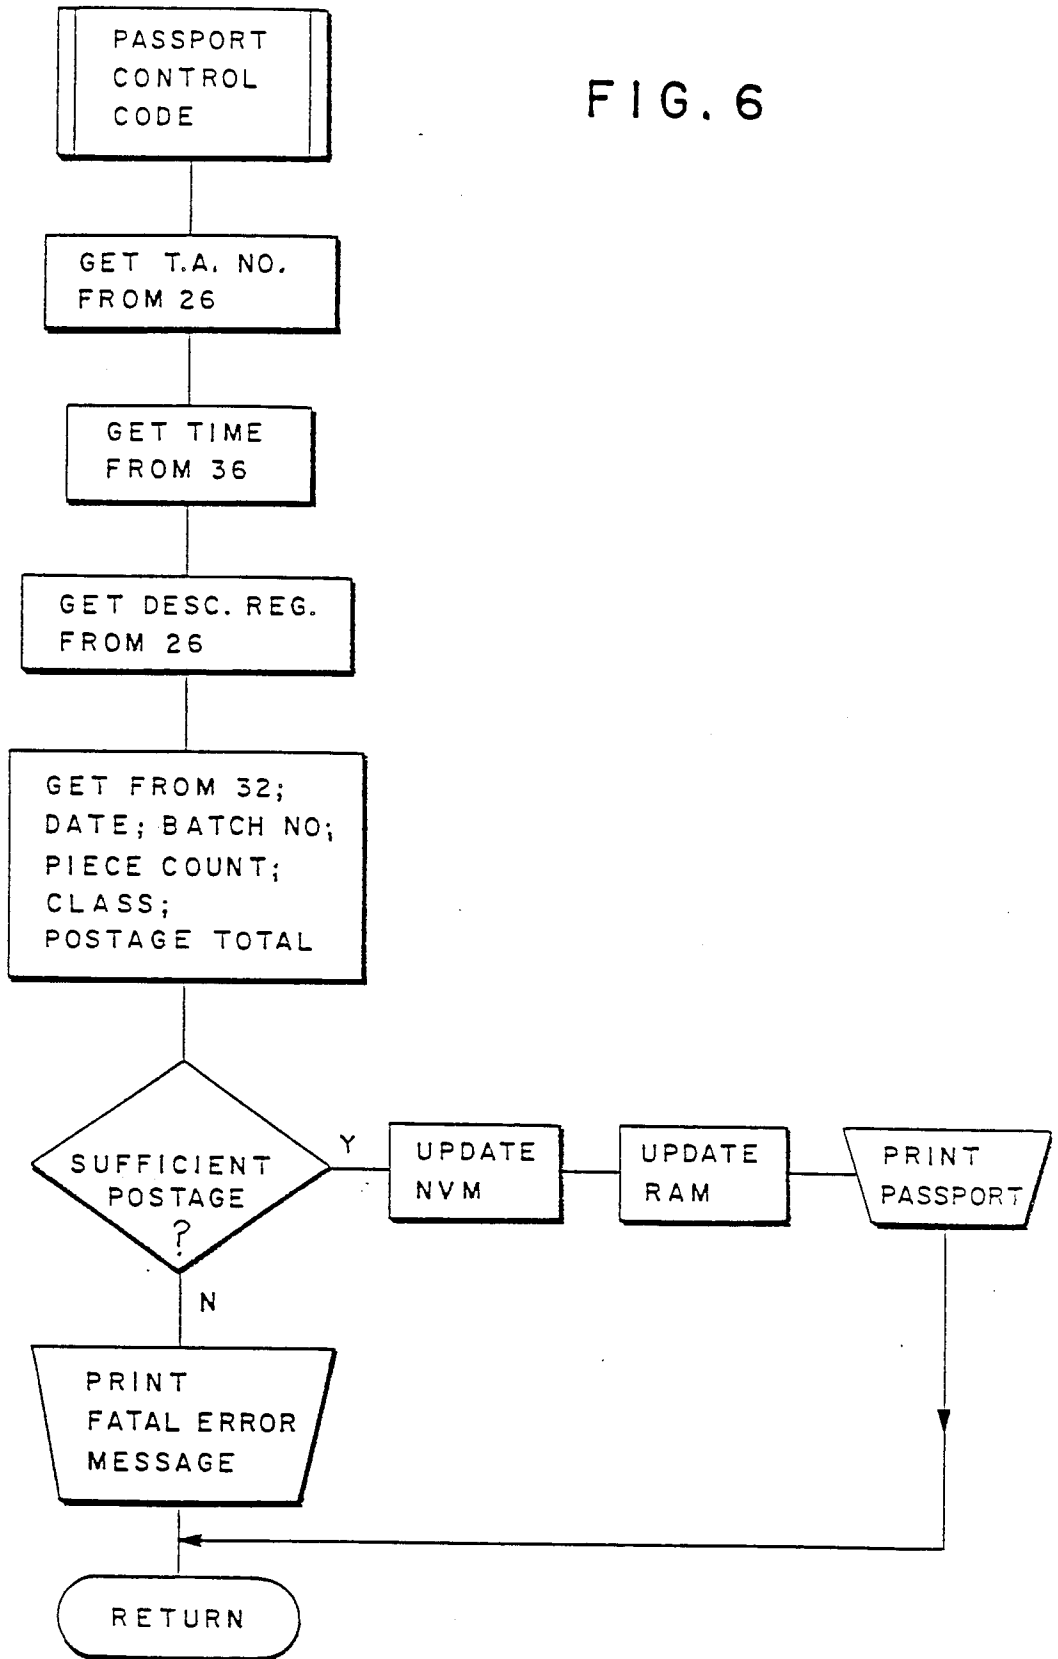 PASSPORT
CONTROL
CODE
FIG. 6
GET T.A. NO.
FROM 26
GET TIME
FROM 36
GET DESC. REG.
FROM 26
GET FROM 32;
DATE; BATCH NO;
PIECE COUNT;
CLASS;
POSTAGE TOTAL
SUFFICIENT
POSTAGE
?
Y
UPDATE
NVM
UPDATE
RAM
PRINT
PASSPORT
N
PRINT
FATAL ERROR
MESSAGE
RETURN